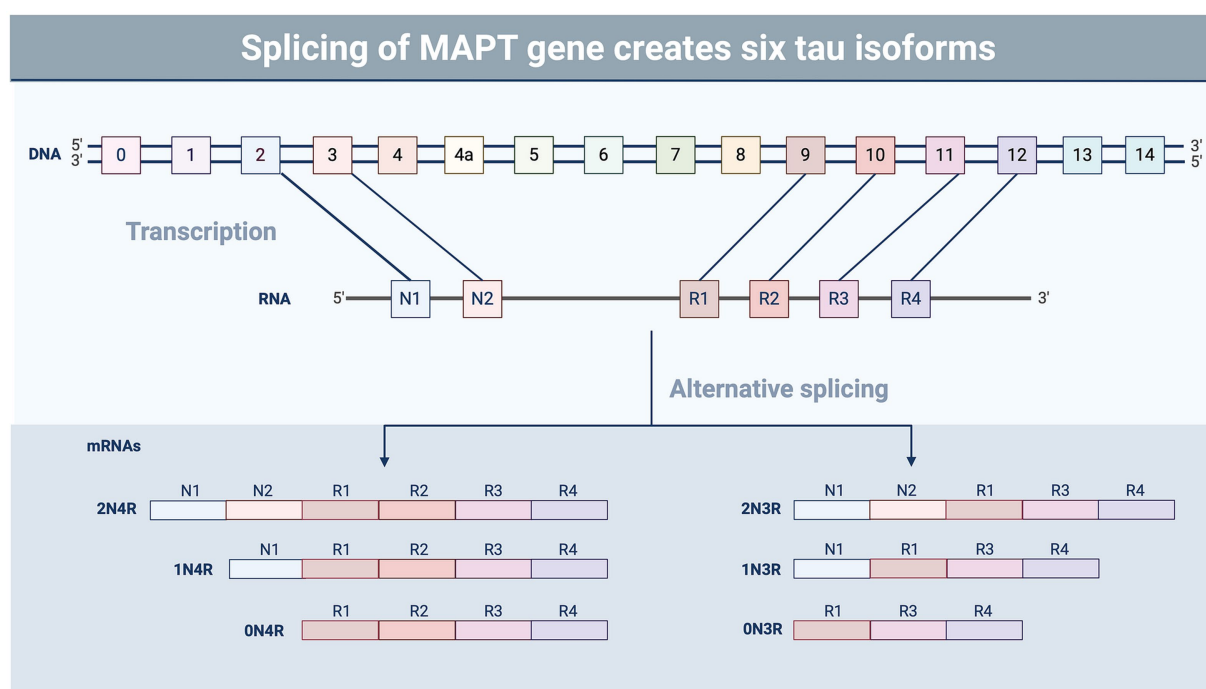 Splicing of MAPT gene creates six tau isoforms
DNA 5' 0 1 2 3 4 4a 5 6 7 8 9 10 11 12 13 14 3'
3' 5'
Transcription
RNA 5' N1 N2 R1 R2 R3 R4 3'
Alternative splicing
mRNAs
N1 N2 R1 R2 R3 R4
2N4R
N1 R1 R2 R3 R4
1N4R
R1 R2 R3 R4
0N4R
N1 N2 R1 R3 R4
2N3R
N1 R1 R3 R4
1N3R
R1 R3 R4
0N3R